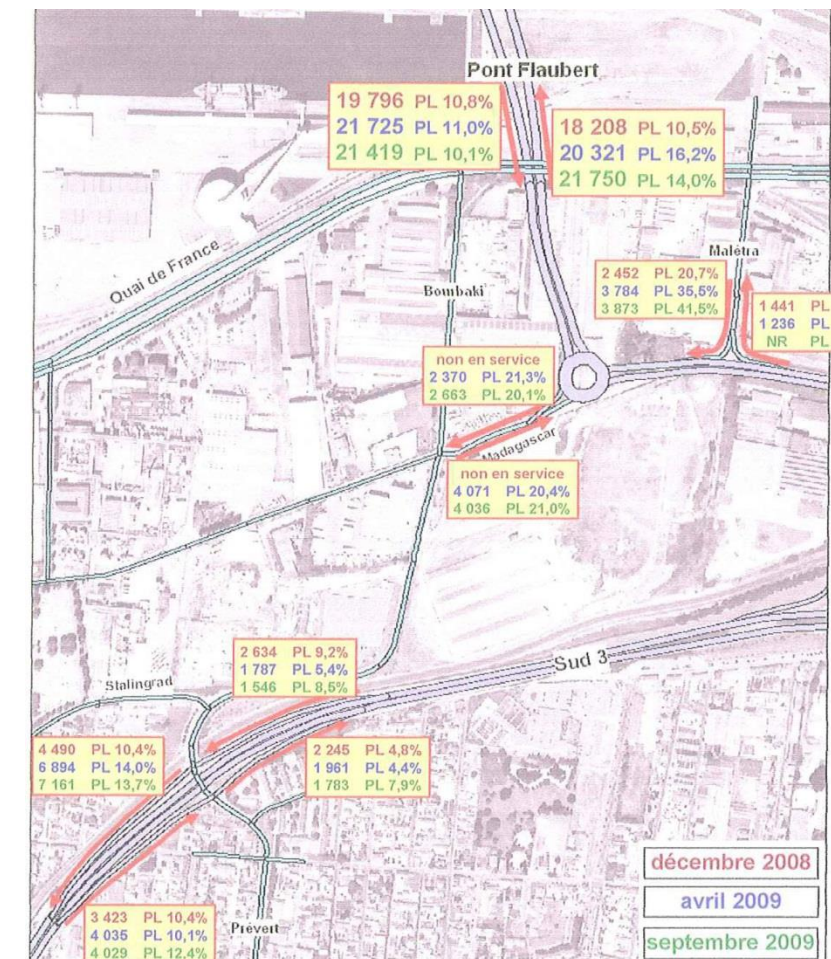 Pont Flaubert
19 796 PL 10,8%
21 725 PL 11,0%
21 419 PL 10,1%
18 208 PL 10,5%
20 321 PL 16,2%
21 750 PL 14,0%
Quai de France
Malétra
2 452 PL 20,7%
3 784 PL 35,5%
3 873 PL 41,5%
1 441 PL
1 236 PL
NR PL
Boubaki
non en service
2 370 PL 21,3%
2 663 PL 20,1%
Madagascar
non en service
4 071 PL 20,4%
4 036 PL 21,0%
2 634 PL 9,2%
1 787 PL 5,4%
1 546 PL 8,5%
Sud 3
Stalingrad
4 490 PL 10,4%
6 894 PL 14,0%
7 161 PL 13,7%
2 245 PL 4,8%
1 961 PL 4,4%
1 783 PL 7,9%
3 423 PL 10,4%
4 035 PL 10,1%
4 029 PL 12,4%
Prévert
décembre 2008
avril 2009
septembre 2009